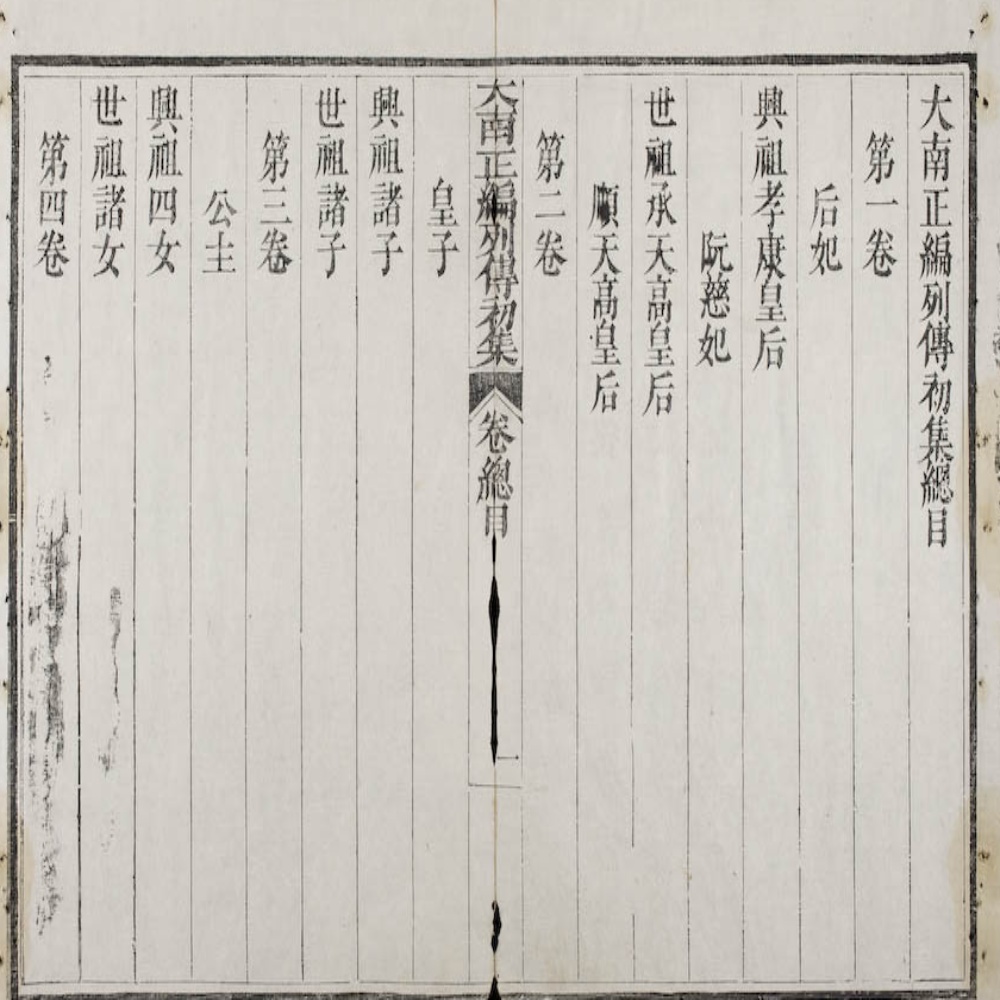 大南正編列傳初集總目
第一卷
后妃
興祖孝康皇后
阮慈妃
世祖承天高皇后
順天高皇后
第二卷
大南正編列傳初集
卷總目
一
皇子
興祖諸子
世祖諸子
第三卷
公主
興祖四女
世祖諸女
第四卷